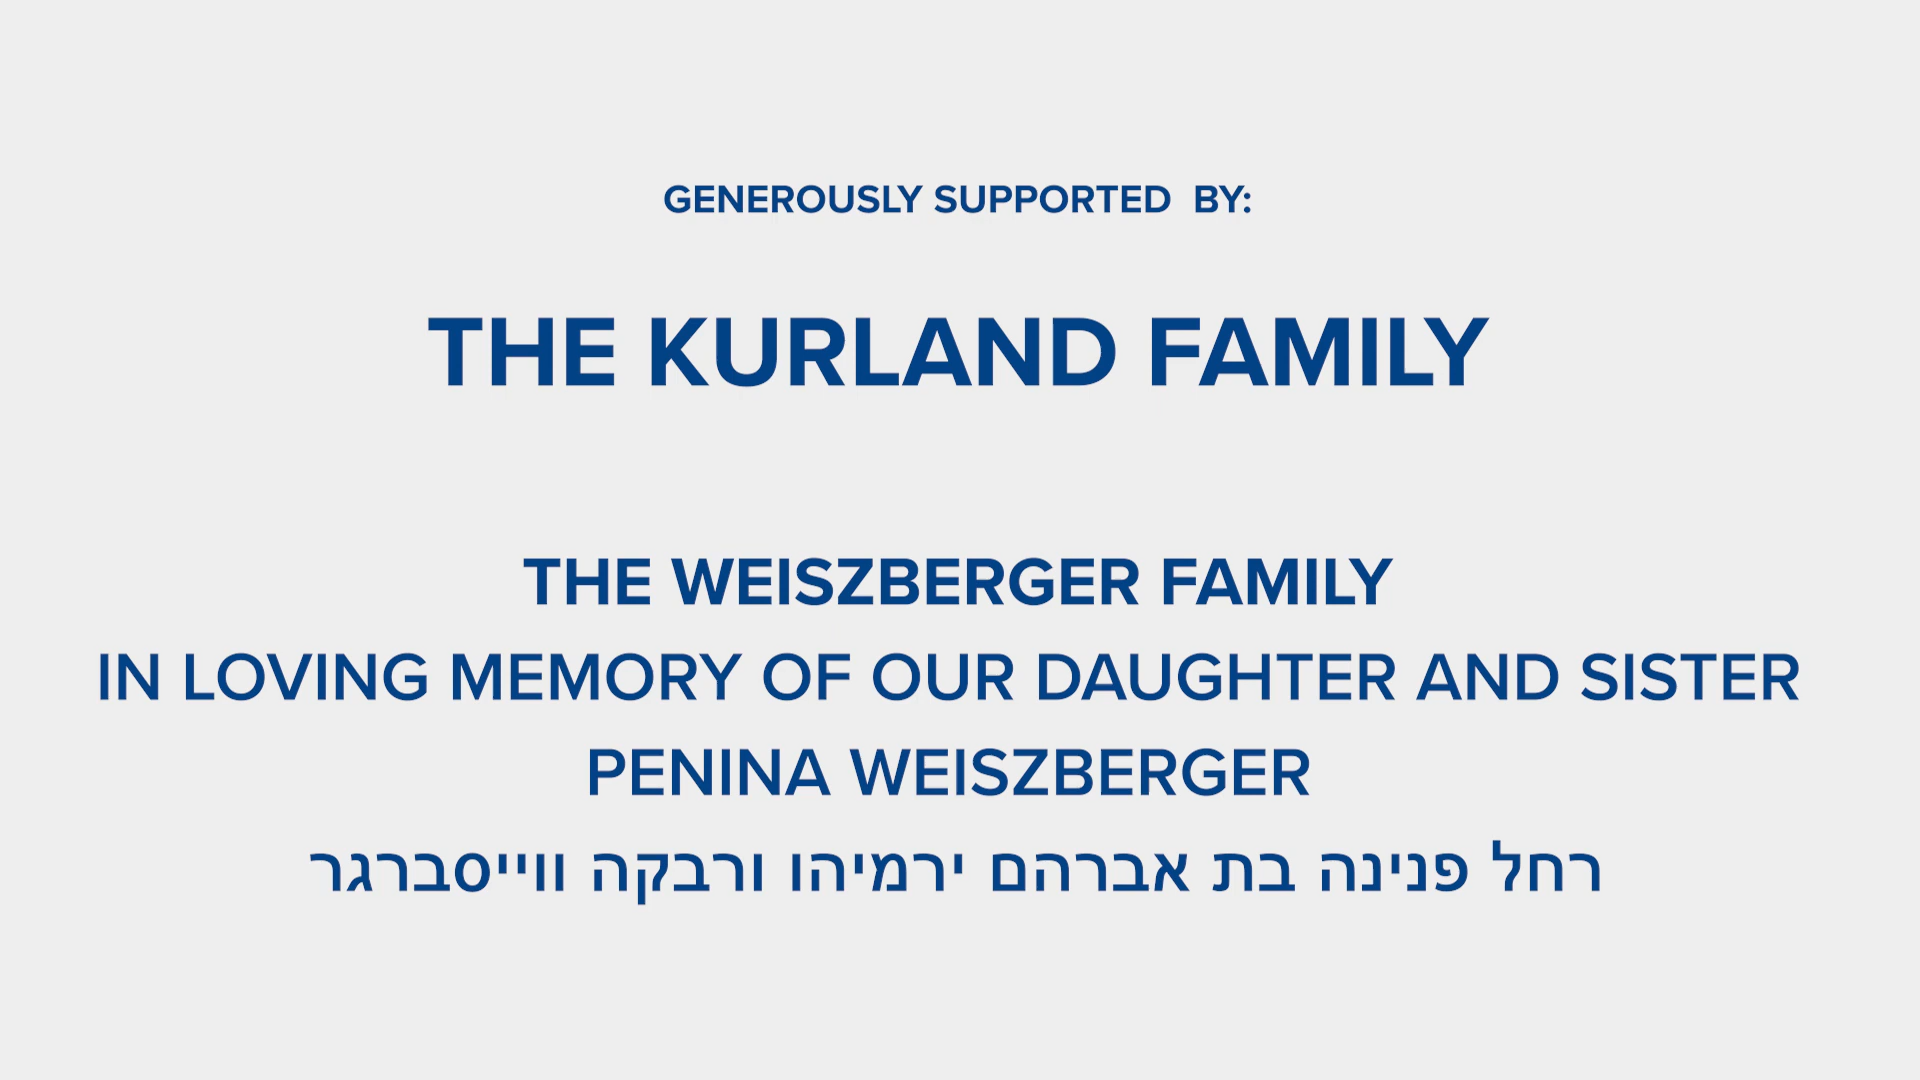 GENEROUSLY SUPPORTED BY:
THE KURLAND FAMILY
THE WEISZBERGER FAMILY
IN LOVING MEMORY OF OUR DAUGHTER AND SISTER
PENINA WEISZBERGER
רחל פנינה בת אברהם ירמיהו ורבקה ווייסברגר